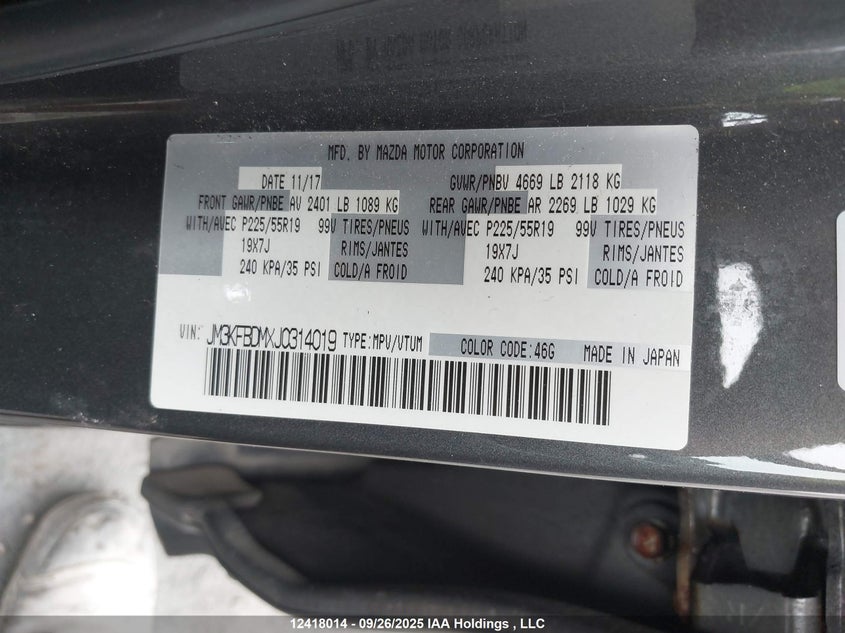 MFD. BY MAZDA MOTOR CORPORATION
DATE 11/17 GVWR/PNBV 4669 LB 2118 KG
FRONT GAWR/PNBE AV 2401 LB 1089 KG REAR GAWR/PNBE AR 2269 LB 1029 KG
WITH/AVEC P225/55R19 99V TIRES/PNEUS WITH/AVEC P225/55R19 99V TIRES/PNEUS
19X7J RIMS/JANTES 19X7J RIMS/JANTES
240 KPA/35 PSI COLD/A FROID 240 KPA/35 PSI COLD/A FROID
VIN: JM3KFBDMXJ0314019 TYPE:MPV/VTUM COLOR CODE:46G MADE IN JAPAN
12418014 - 09/26/2025 IAA Holdings , LLC